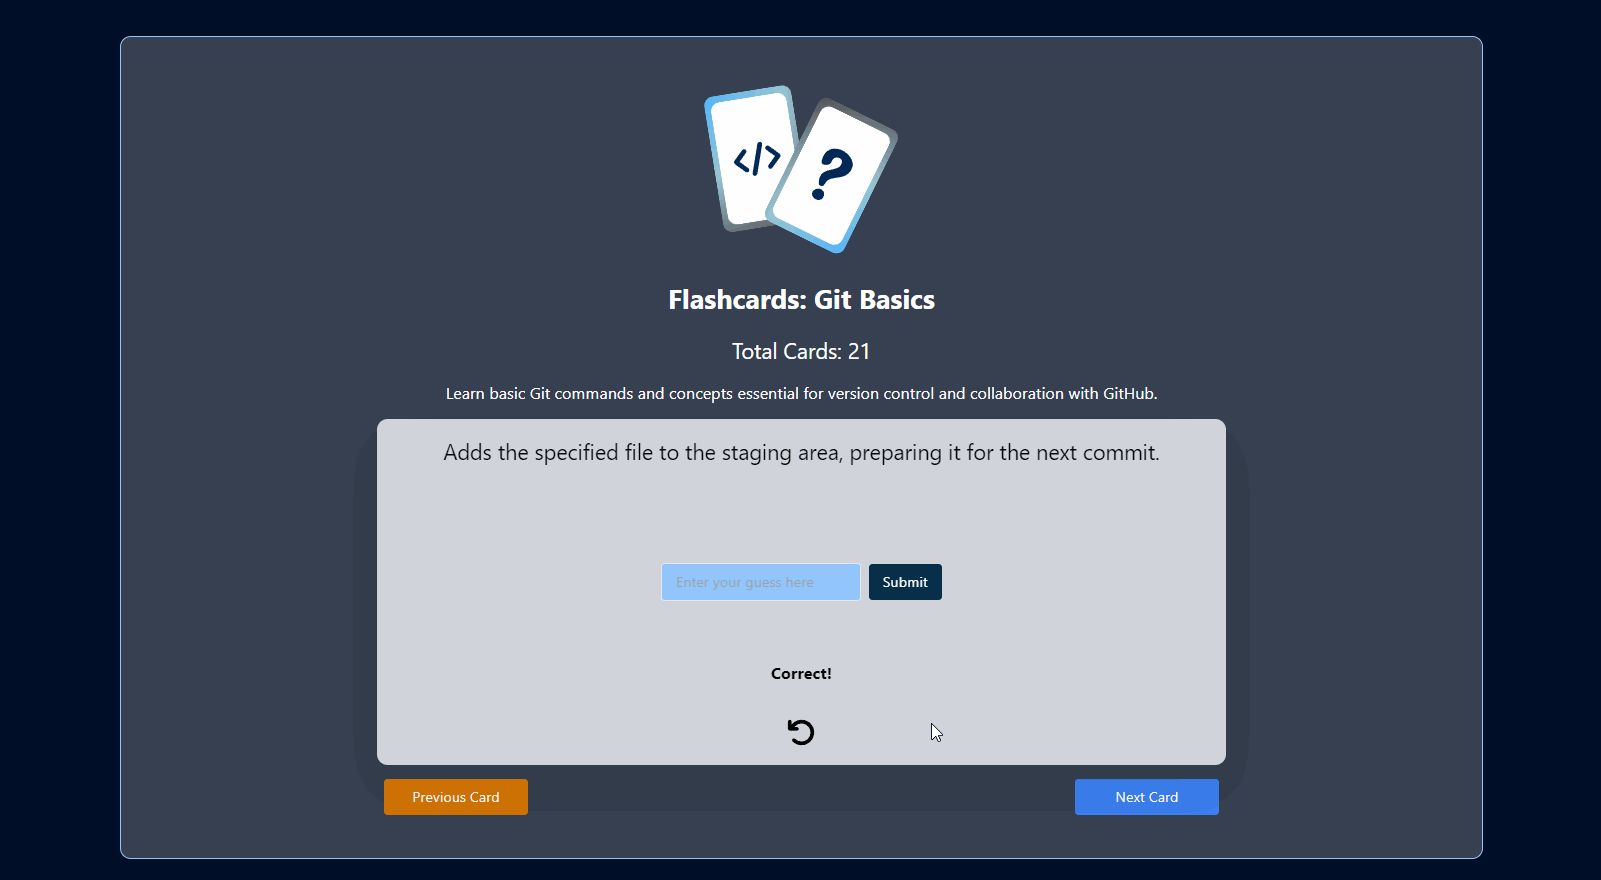 </>
?
Flashcards: Git Basics
Total Cards: 21
Learn basic Git commands and concepts essential for version control and collaboration with GitHub.
Adds the specified file to the staging area, preparing it for the next commit.
Enter your guess here
Submit
Correct!
Previous Card
Next Card